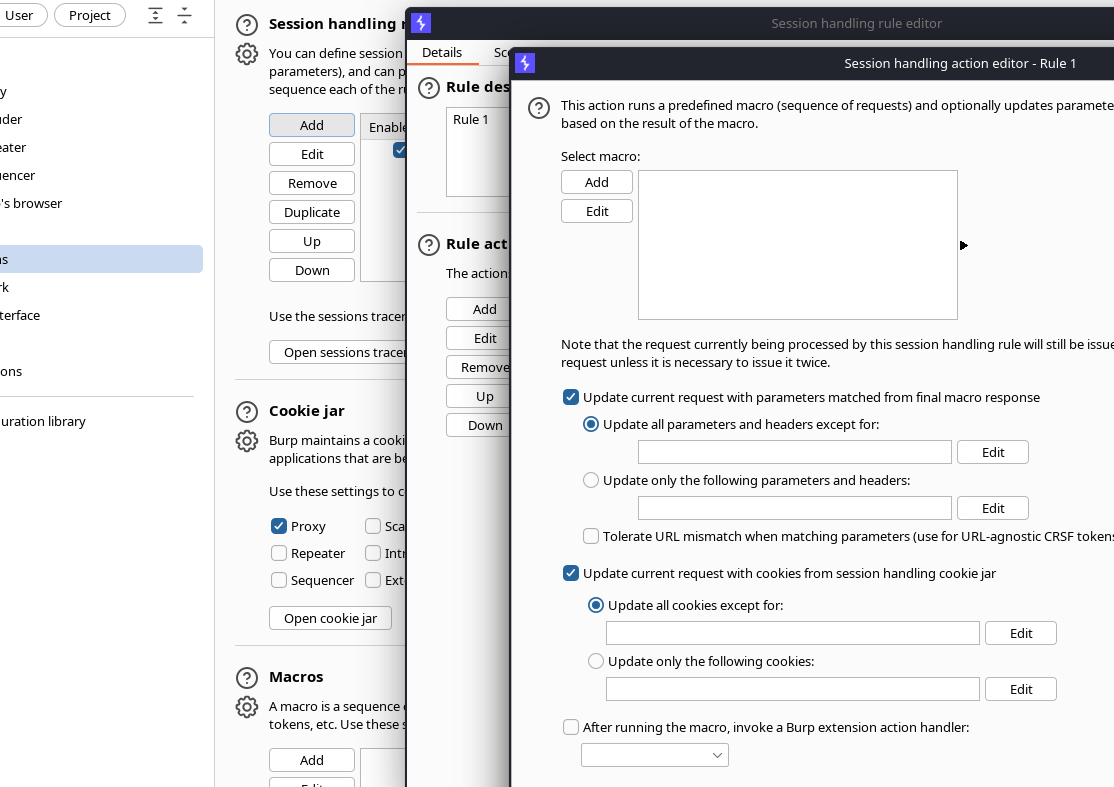 User
Project
y
uder
eater
uencer
's browser
ns
rk
terface
ons
uration library
Session handling r
You can define session
parameters), and can p
sequence each of the ru
Add
Edit
Remove
Duplicate
Up
Down
Enable
Use the sessions tracer
Open sessions tracer
Cookie jar
Burp maintains a cooki
applications that are be
Use these settings to c
Proxy
Sca
Repeater
Intr
Sequencer
Exte
Open cookie jar
Macros
A macro is a sequence o
tokens, etc. Use these s
Add
Edit
Session handling rule editor
Details
Sco
Rule des
Rule 1
Rule act
The actions
Add
Edit
Remove
Up
Down
Session handling action editor - Rule 1
This action runs a predefined macro (sequence of requests) and optionally updates paramete
based on the result of the macro.
Select macro:
Add
Edit
Note that the request currently being processed by this session handling rule will still be issue
request unless it is necessary to issue it twice.
Update current request with parameters matched from final macro response
Update all parameters and headers except for:
Edit
Update only the following parameters and headers:
Edit
Tolerate URL mismatch when matching parameters (use for URL-agnostic CRSF tokens
Update current request with cookies from session handling cookie jar
Update all cookies except for:
Edit
Update only the following cookies:
Edit
After running the macro, invoke a Burp extension action handler: